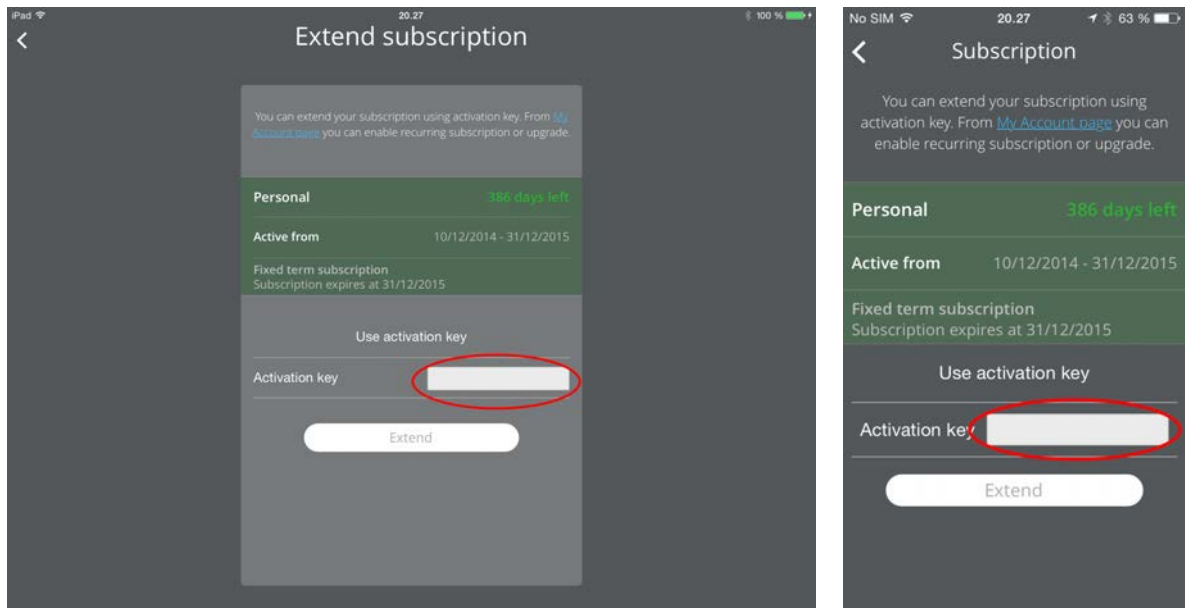 iPad 20.27 100 %
Extend subscription
You can extend your subscription using activation key. From My
Account page you can enable recurring subscription or upgrade.
Personal 386 days left
Active from 10/12/2014 - 31/12/2015
Fixed term subscription
Subscription expires at 31/12/2015
Use activation key
Activation key
Extend
No SIM 20.27 63 %
Subscription
You can extend your subscription using
activation key. From My Account page you can
enable recurring subscription or upgrade.
Personal 386 days left
Active from 10/12/2014 - 31/12/2015
Fixed term subscription
Subscription expires at 31/12/2015
Use activation key
Activation key
Extend